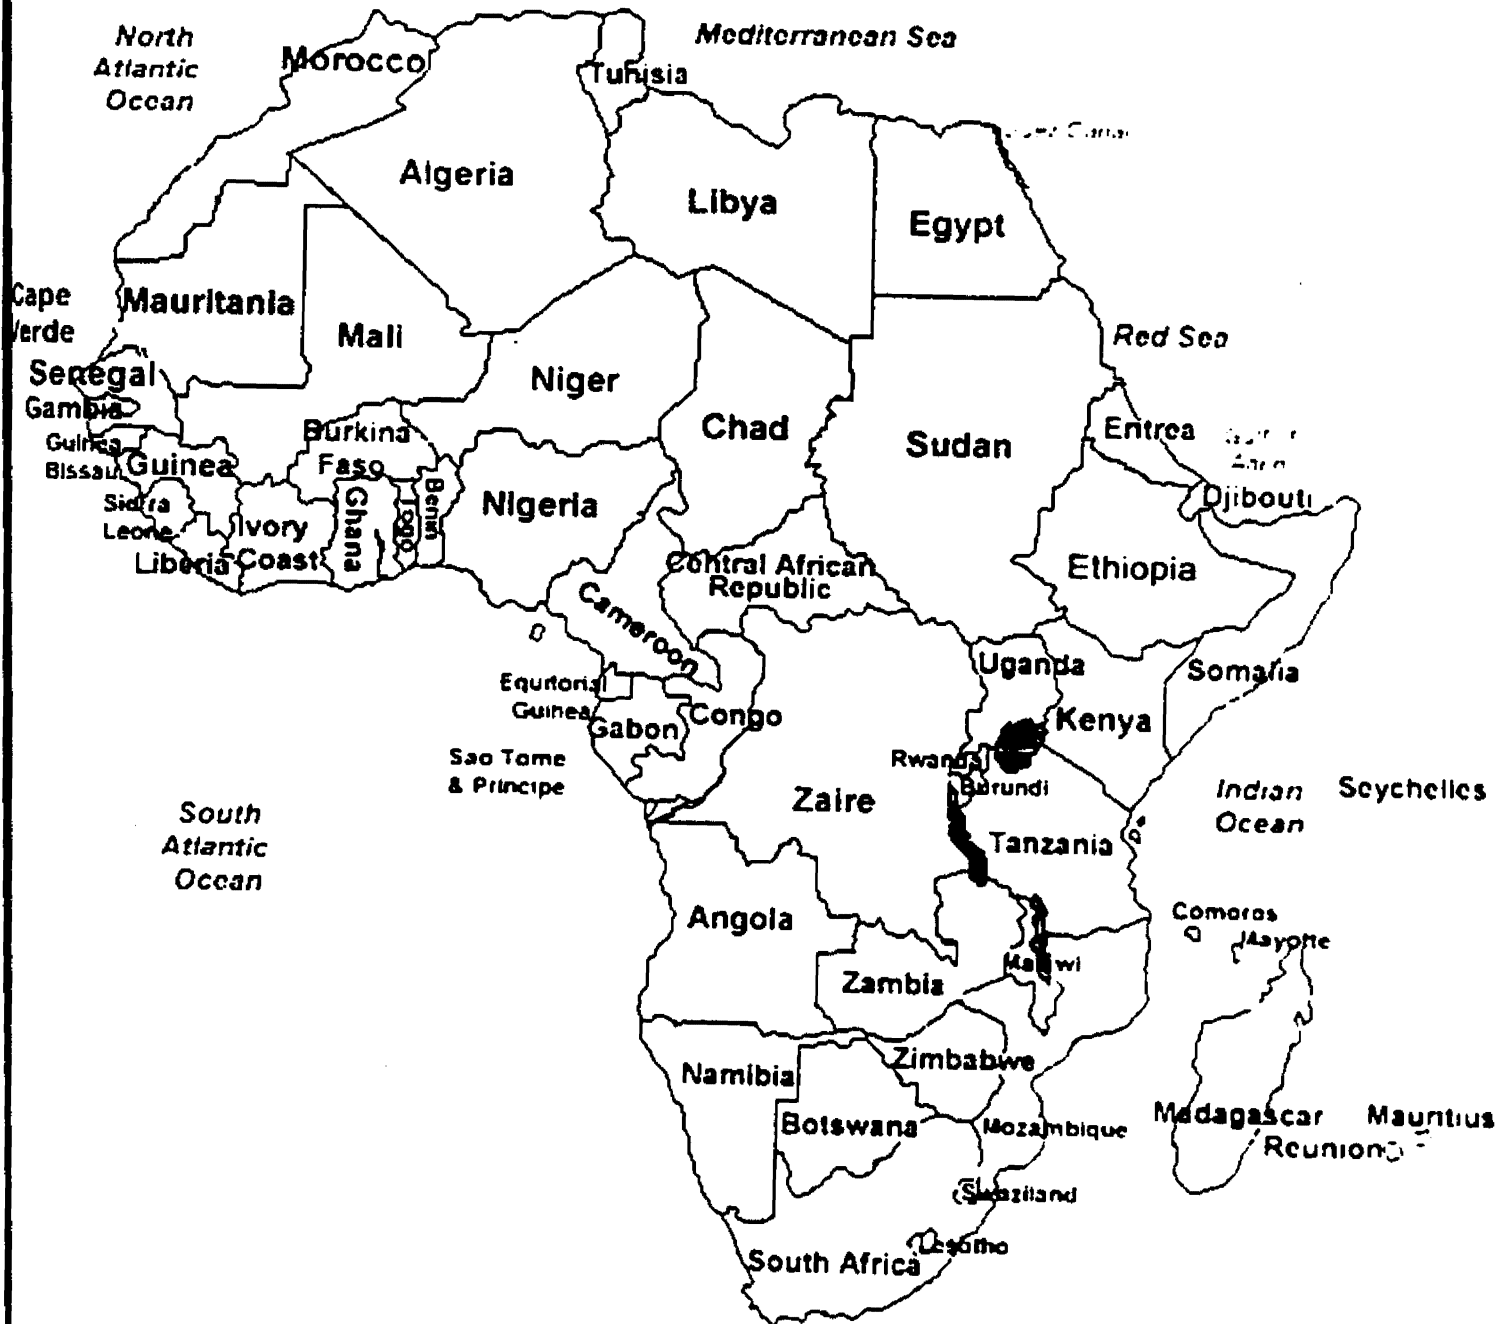 North
Atlantic
Ocean
Mediterranean Sea
Morocco
Tunisia
Canal
Algeria
Libya
Egypt
Cape
Verde
Mauritania
Mali
Niger
Chad
Sudan
Red Sea
Senegal
Gambia
Guinea
Bissau
Guinea
Burkina
Faso
Eritrea
Sierra
Leone
Liberia
Ivory
Coast
Ghana
Togo
Benin
Nigeria
Djibouti
Ethiopia
Central African
Republic
Cameroon
Uganda
Somalia
Equitorial
Guinea
Gabon
Congo
Kenya
Sao Tome
& Principe
Rwanda
Burundi
Zaire
Tanzania
Indian
Ocean
Seychelles
South
Atlantic
Ocean
Angola
Comoros
Mayotte
Malawi
Zambia
Zimbabwe
Namibia
Botswana
Mozambique
Madagascar
Mauritius
Reunion
Swaziland
Lesotho
South Africa